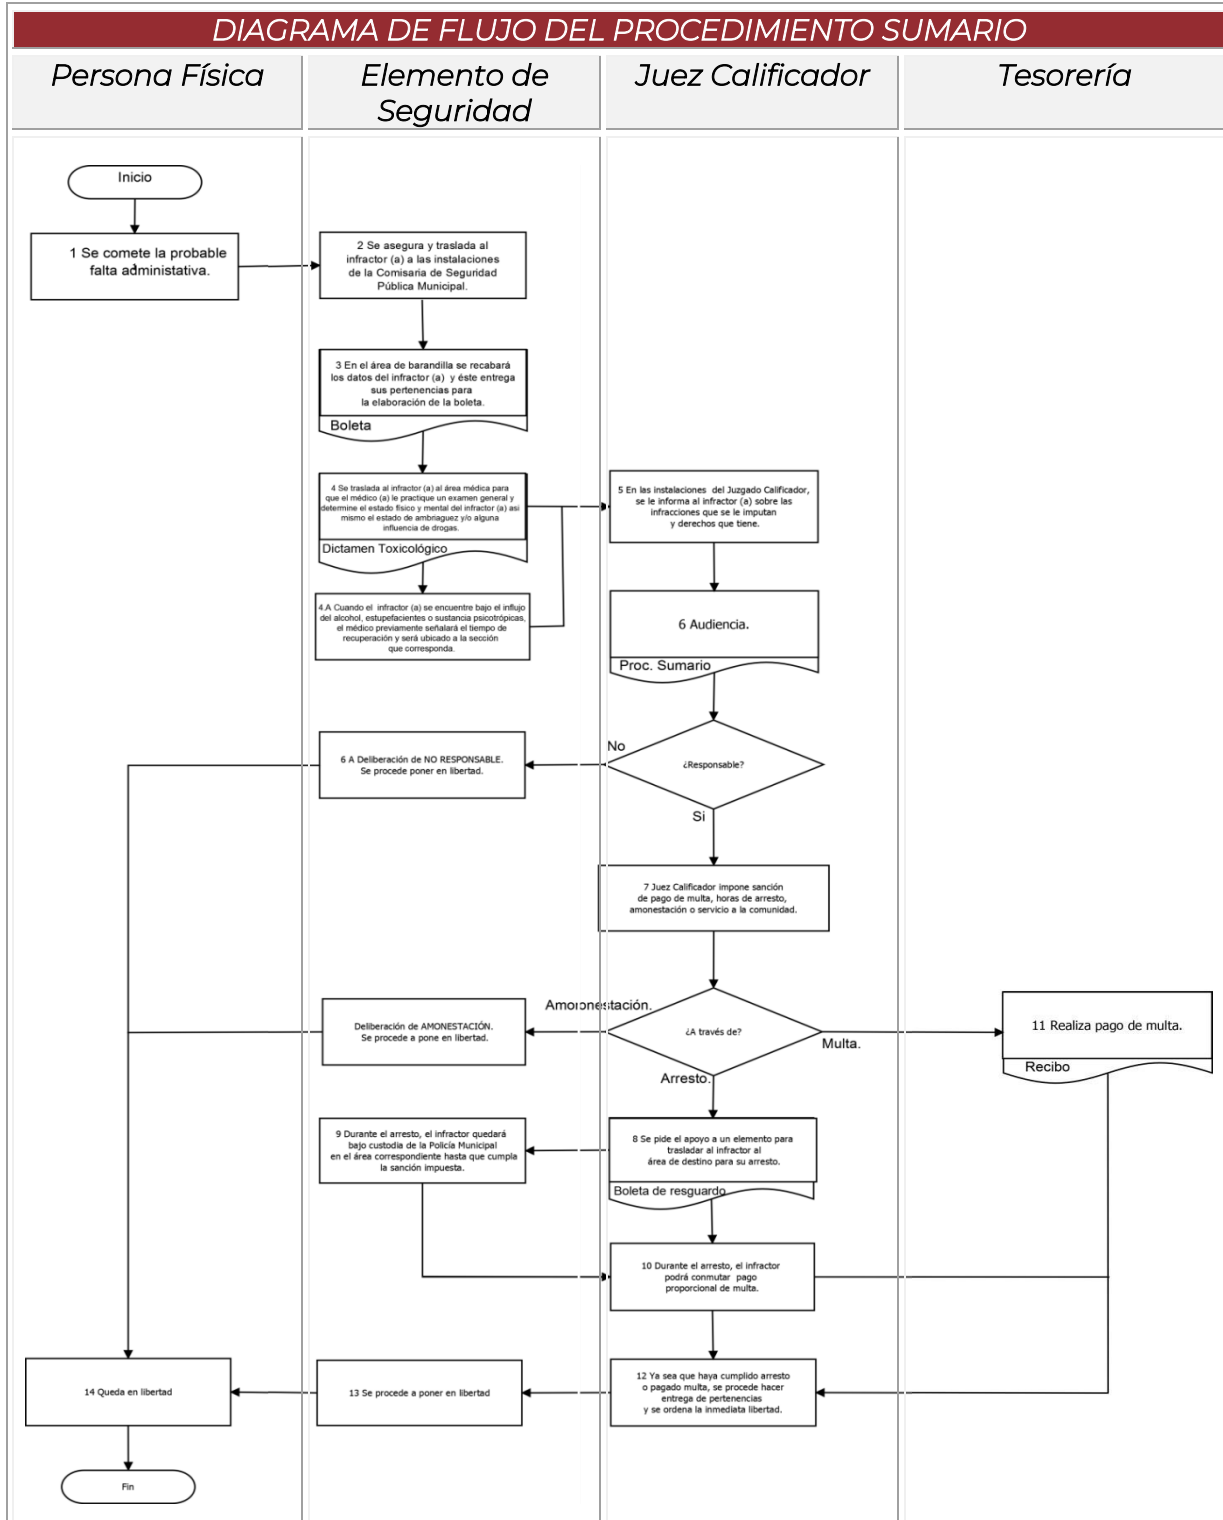 DIAGRAMA DE FLUJO DEL PROCEDIMIENTO SUMARIO
Persona Física
Elemento de
Seguridad
Juez Calificador
Tesorería
Inicio
1 Se comete la probable
falta administativa.
2 Se asegura y traslada al
infractor (a) a las instalaciones
de la Comisaria de Seguridad
Pública Municipal.
3 En el área de barandilla se recabará
los datos del infractor (a) y éste entrega
sus pertenencias para
la elaboración de la boleta.
Boleta
4 Se traslada al infractor (a) al área médica para
que el médico (a) le practique un examen general y
determine el estado físico y mental del infractor (a) asi
mismo el estado de ambriaguez y/o alguna
influencia de drogas.
Dictamen Toxicológico
4.A Cuando el infractor (a) se encuentre bajo el influjo
del alcohol, estupefacientes o sustancia psicotrópicas,
el médico previamente señalará el tiempo de
recuperación y será ubicado a la sección
que corresponda.
5 En las instalaciones del Juzgado Calificador,
se le informa al infractor (a) sobre las
infracciones que se le imputan
y derechos que tiene.
6 Audiencia.
Proc. Sumario
No
¿Responsable?
6 A Deliberación de NO RESPONSABLE.
Se procede poner en libertad.
Si
7 Juez Calificador impone sanción
de pago de multa, horas de arresto,
amonestación o servicio a la comunidad.
Amoronestación.
¿A través de?
Multa.
Arresto.
Deliberación de AMONESTACIÓN.
Se procede a pone en libertad.
11 Realiza pago de multa.
Recibo
8 Se pide el apoyo a un elemento para
trasladar al infractor al
área de destino para su arresto.
Boleta de resguardo
9 Durante el arresto, el infractor quedará
bajo custodia de la Policía Municipal
en el área correspondiente hasta que cumpla
la sanción impuesta.
10 Durante el arresto, el infractor
podrá conmutar pago
proporcional de multa.
12 Ya sea que haya cumplido arresto
o pagado multa, se procede hacer
entrega de pertenencias
y se ordena la inmediata libertad.
13 Se procede a poner en libertad
14 Queda en libertad
Fin